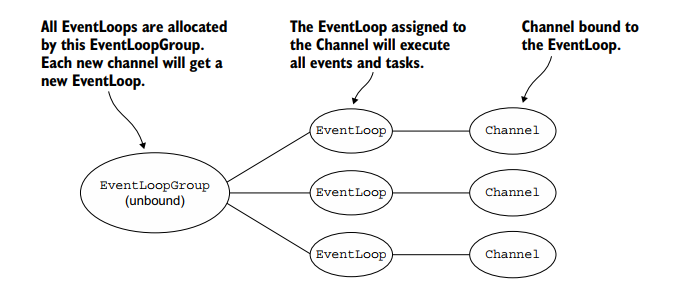 All EventLoops are allocated
by this EventLoopGroup.
Each new channel will get a
new EventLoop.
The EventLoop assigned to
the Channel will execute
all events and tasks.
Channel bound to
the EventLoop.
EventLoopGroup
(unbound)
EventLoop
Channel
EventLoop
Channel
EventLoop
Channel